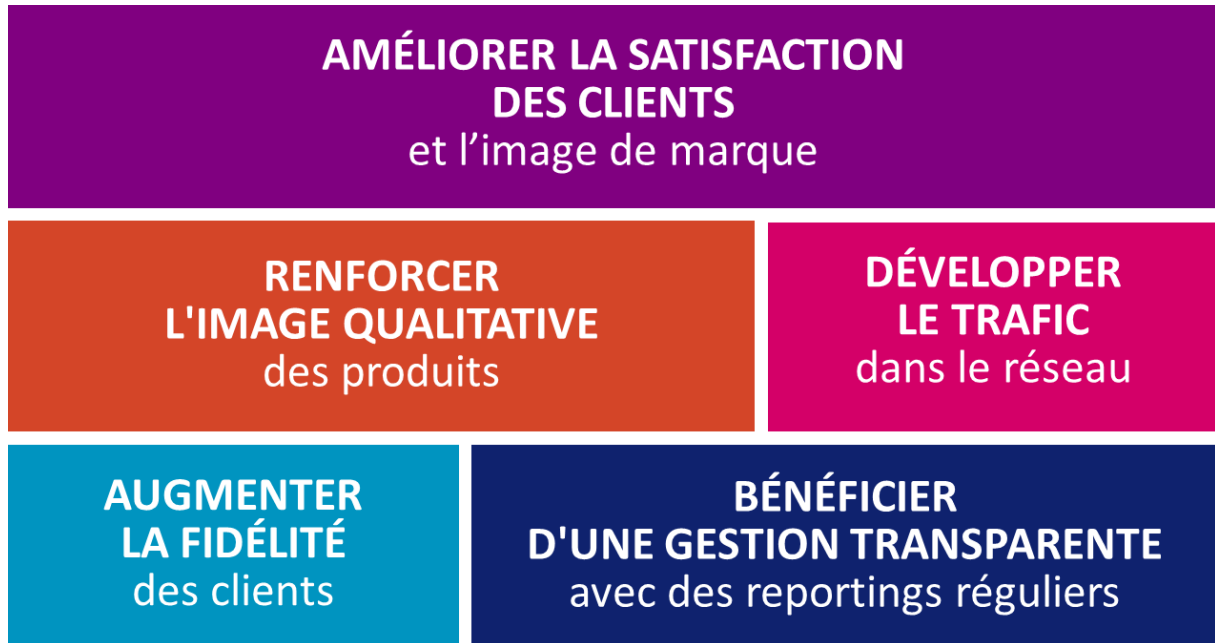 AMÉLIORER LA SATISFACTION
DES CLIENTS
et l’image de marque
RENFORCER
L'IMAGE QUALITATIVE
des produits
DÉVELOPPER
LE TRAFIC
dans le réseau
AUGMENTER
LA FIDÉLITÉ
des clients
BÉNÉFICIER
D'UNE GESTION TRANSPARENTE
avec des reportings réguliers